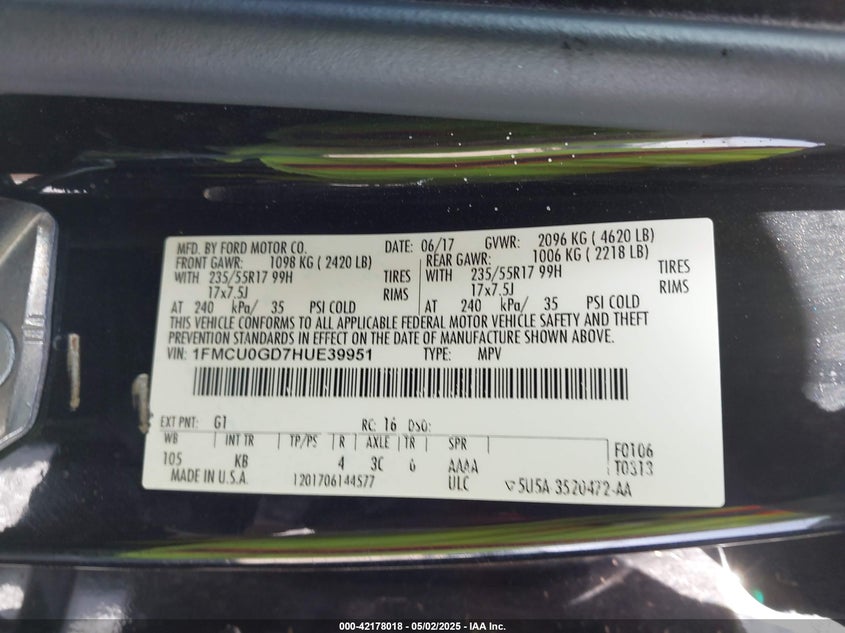 MFD. BY FORD MOTOR CO. DATE: 06/17 GVWR: 2096 KG ( 4620 LB)
FRONT GAWR: 1098 KG ( 2420 LB) REAR GAWR: 1006 KG ( 2218 LB)
WITH 235/55R17 99H TIRES WITH 235/55R17 99H TIRES
17x7.5J RIMS 17x7.5J RIMS
AT 240 kPa/ 35 PSI COLD AT 240 kPa/ 35 PSI COLD
THIS VEHICLE CONFORMS TO ALL APPLICABLE FEDERAL MOTOR VEHICLE SAFETY AND THEFT
PREVENTION STANDARDS IN EFFECT ON THE DATE OF MANUFACTURE SHOWN ABOVE.
VIN: 1FMCU0GD7HUE39951 TYPE: MPV
EXT PNT: G1 RC: 16 DSO:
WB INT TR TP/PS R AXLE TR SPR F0106
105 KB 4 3C 6 AAAA T0313
MADE IN U.S.A. 1201706144577 ULC 5U5A 3520472-AA
000-42178018 - 05/02/2025 - IAA Inc.